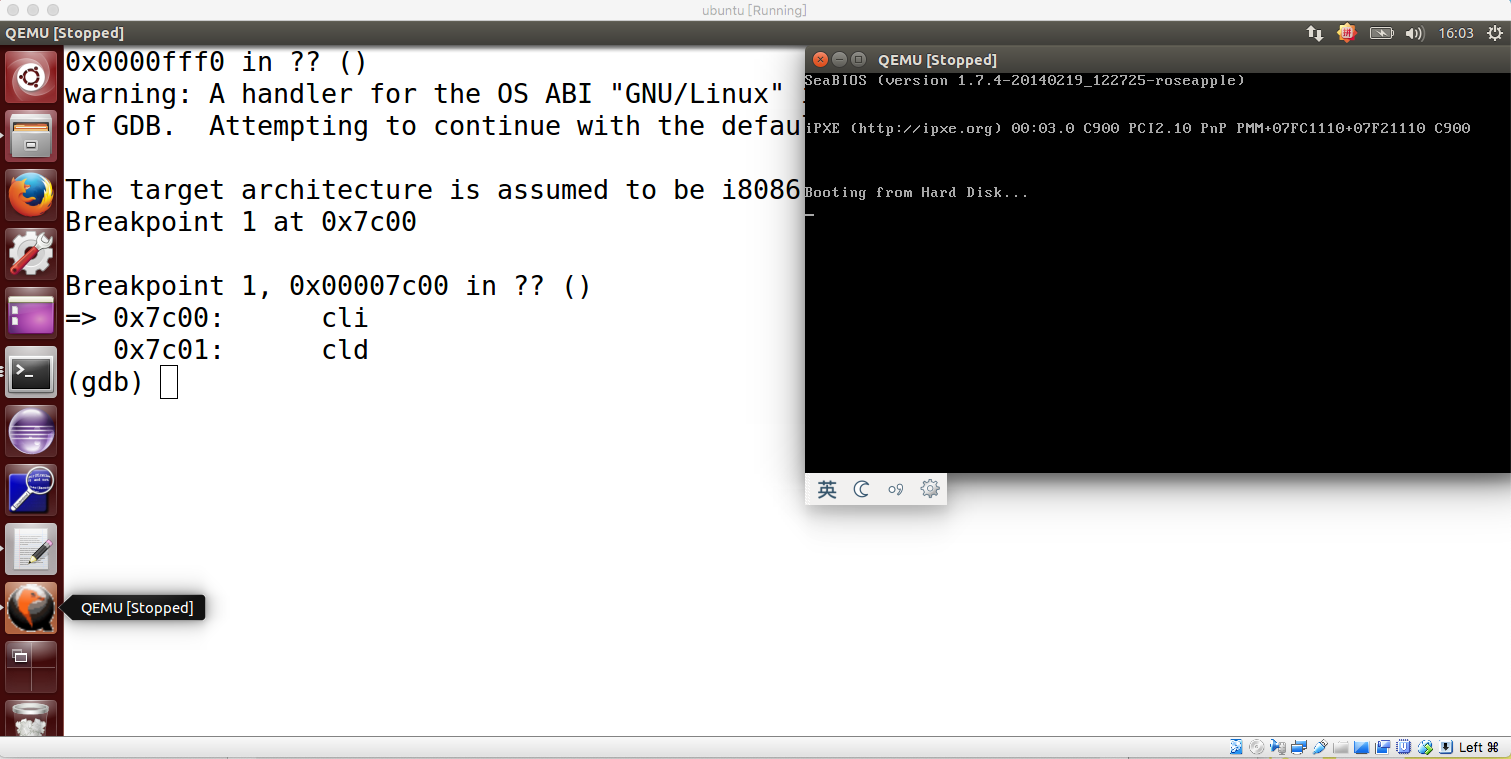 ubuntu [Running]
QEMU [Stopped]
16:03
0x0000fff0 in ?? ()
warning: A handler for the OS ABI "GNU/Linux"
of GDB.  Attempting to continue with the defau
The target architecture is assumed to be i8086
Breakpoint 1 at 0x7c00
Breakpoint 1, 0x00007c00 in ?? ()
=> 0x7c00:      cli
   0x7c01:      cld
(gdb)
QEMU [Stopped]
SeaBIOS (version 1.7.4-20140219_122725-roseapple)
iPXE (http://ipxe.org) 00:03.0 C900 PCI2.10 PnP PMM+07FC1110+07F21110 C900
Booting from Hard Disk...
英
QEMU [Stopped]
Left ⌘